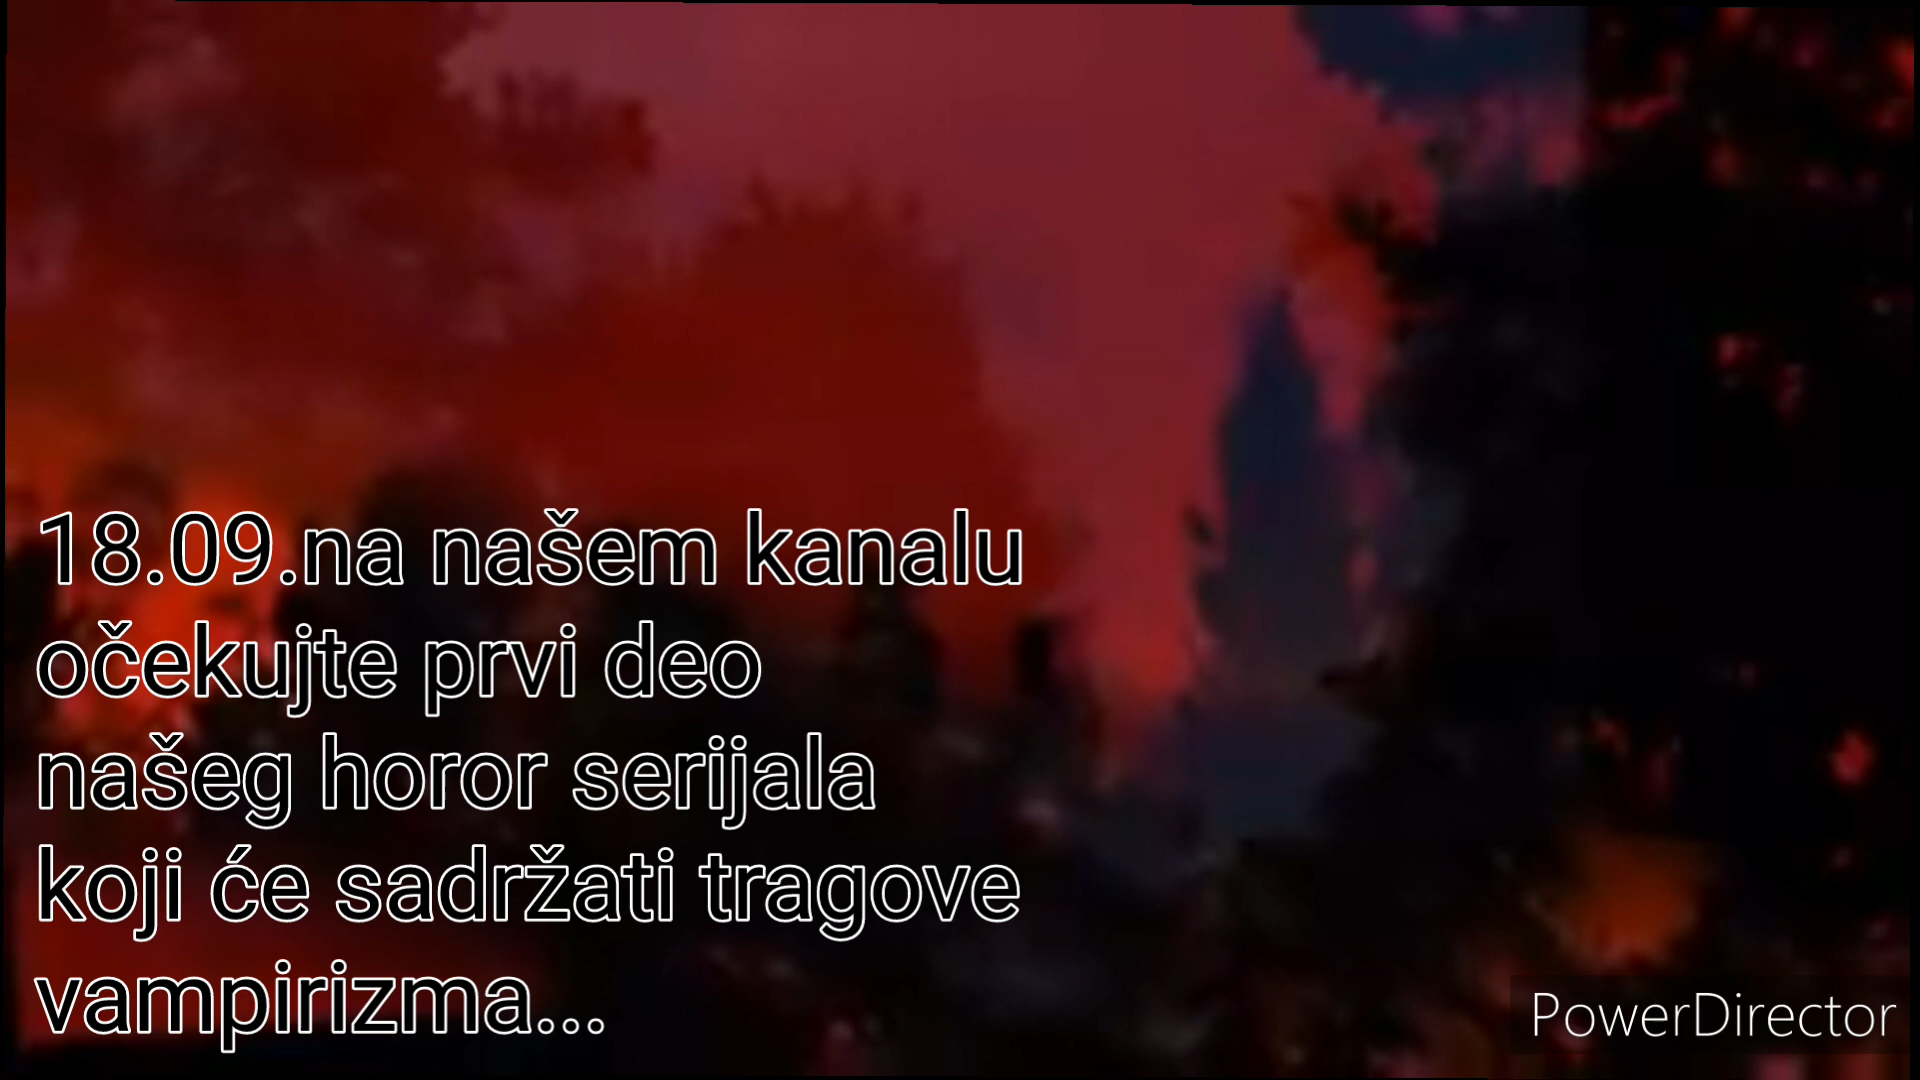 18.09.na našem kanalu
očekujte prvi deo
našeg horor serijala
koji će sadržati tragove
vampirizma...
PowerDirector